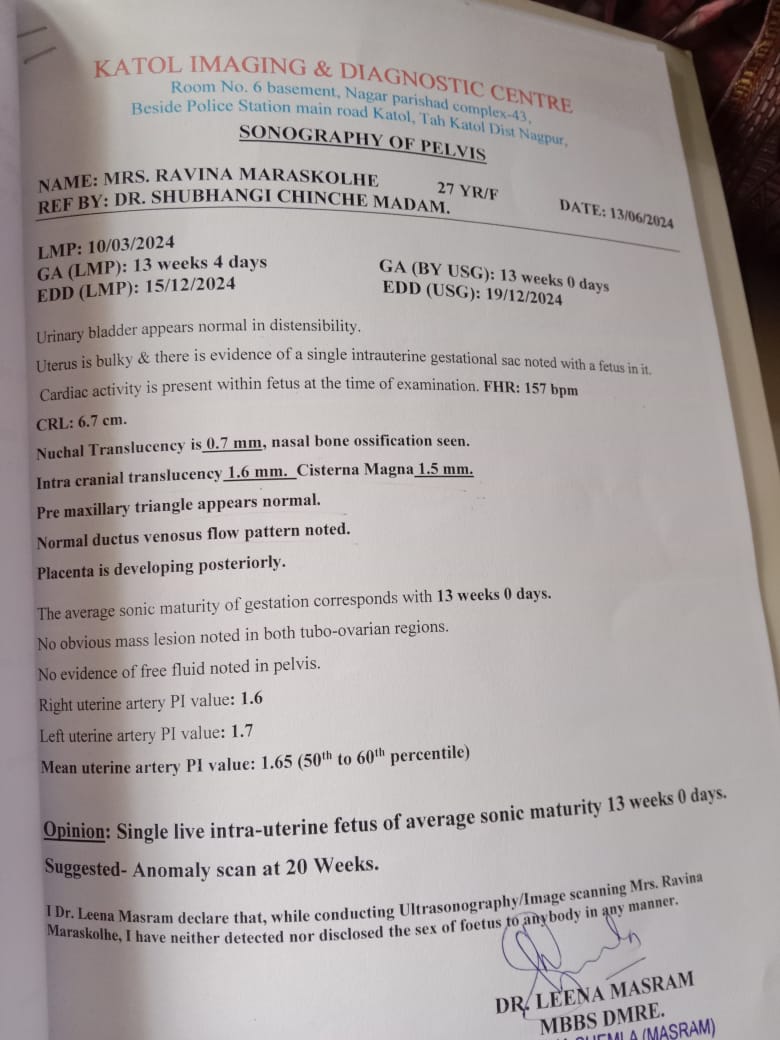 KATOL IMAGING & DIAGNOSTIC CENTRE
Room No. 6 basement, Nagar parishad complex-43,
Beside Police Station main road Katol, Tah Katol Dist Nagpur,
SONOGRAPHY OF PELVIS
NAME: MRS. RAVINA MARASKOLHE 27 YR/F
REF BY: DR. SHUBHANGI CHINCHE MADAM. DATE: 13/06/2024
LMP: 10/03/2024
GA (LMP): 13 weeks 4 days GA (BY USG): 13 weeks 0 days
EDD (LMP): 15/12/2024 EDD (USG): 19/12/2024
Urinary bladder appears normal in distensibility.
Uterus is bulky & there is evidence of a single intrauterine gestational sac noted with a fetus in it.
Cardiac activity is present within fetus at the time of examination. FHR: 157 bpm
CRL: 6.7 cm.
Nuchal Translucency is 0.7 mm, nasal bone ossification seen.
Intra cranial translucency 1.6 mm. Cisterna Magna 1.5 mm.
Pre maxillary triangle appears normal.
Normal ductus venosus flow pattern noted.
Placenta is developing posteriorly.
The average sonic maturity of gestation corresponds with 13 weeks 0 days.
No obvious mass lesion noted in both tubo-ovarian regions.
No evidence of free fluid noted in pelvis.
Right uterine artery PI value: 1.6
Left uterine artery PI value: 1.7
Mean uterine artery PI value: 1.65 (50th to 60th percentile)
Opinion: Single live intra-uterine fetus of average sonic maturity 13 weeks 0 days.
Suggested- Anomaly scan at 20 Weeks.
I Dr. Leena Masram declare that, while conducting Ultrasonography/Image scanning Mrs. Ravina
Maraskolhe, I have neither detected nor disclosed the sex of foetus to anybody in any manner.
DR. LEENA MASRAM
MBBS DMRE.
(MASRAM)